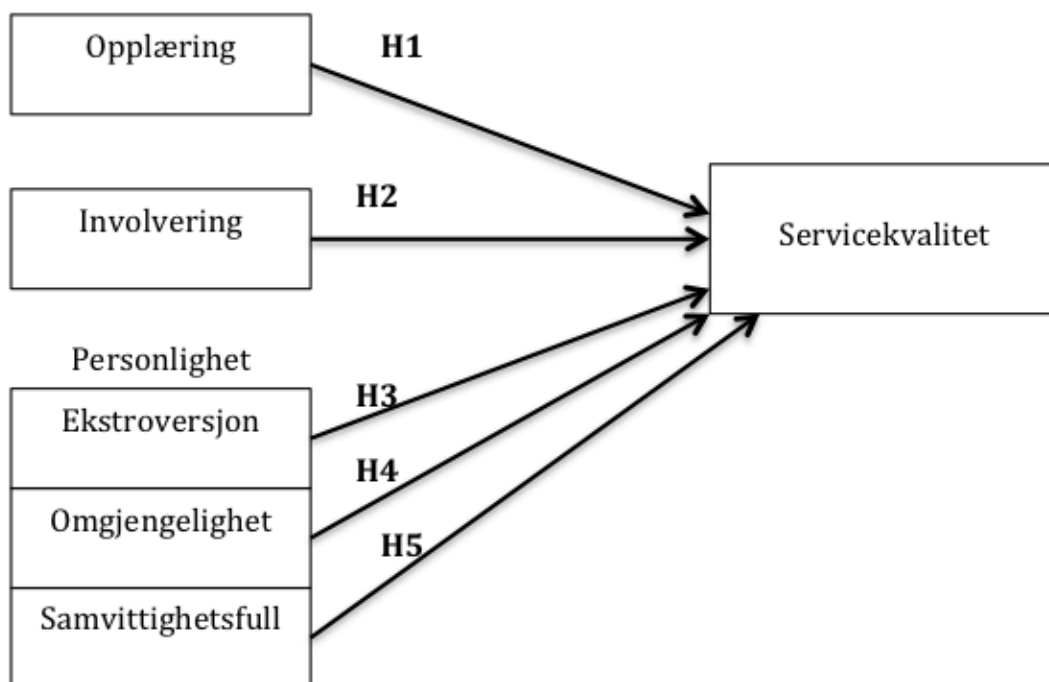 Opplæring
H1
Involvering
H2
Servicekvalitet
Personlighet
Ekstroversjon
H3
Omgjengelighet
H4
Samvittighetsfull
H5